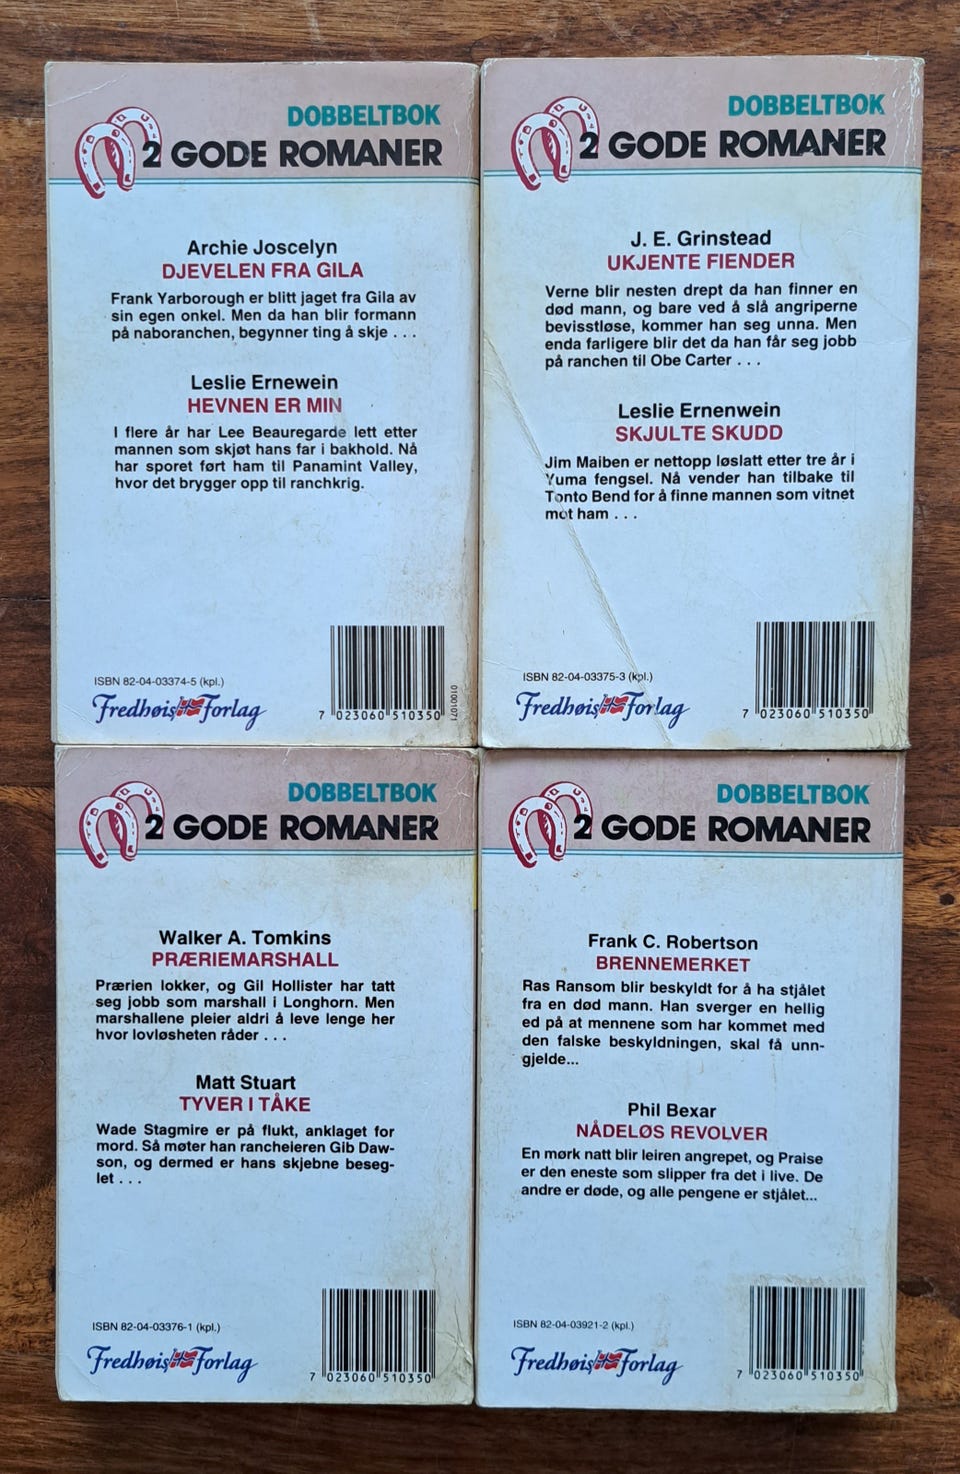 DOBBELTBOK
2 GODE ROMANER
Archie Joscelyn
DJEVELEN FRA GILA
Frank Yarborough er blitt jaget fra Gila av
sin egen onkel. Men da han blir formann
på naboranchen, begynner ting å skje . . .
Leslie Ernewein
HEVNEN ER MIN
I flere år har Lee Beauregarde lett etter
mannen som skjøt hans far i bakhold. Nå
har sporet ført ham til Panamint Valley,
hvor det brygger opp til ranchkrig.
ISBN 82-04-03374-5 (kpl.)
Fredhøis Forlag
7 023060 510350
01001071
DOBBELTBOK
2 GODE ROMANER
J. E. Grinstead
UKJENTE FIENDER
Verne blir nesten drept da han finner en
død mann, og bare ved å slå angriperne
bevisstløse, kommer han seg unna. Men
enda farligere blir det da han får seg jobb
på ranchen til Obe Carter . . .
Leslie Ernenwein
SKJULTE SKUDD
Jim Maiben er nettopp løslatt etter tre år i
Yuma fengsel. Nå vender han tilbake til
Tonto Bend for å finne mannen som vitnet
mot ham . . .
ISBN 82-04-03375-3 (kpl.)
Fredhøis Forlag
7 023060 510350
DOBBELTBOK
2 GODE ROMANER
Walker A. Tomkins
PRÆRIEMARSHALL
Prærien lokker, og Gil Hollister har tatt
seg jobb som marshall i Longhorn. Men
marshallene pleier aldri å leve lenge her
hvor lovløsheten råder . . .
Matt Stuart
TYVER I TÅKE
Wade Stagmire er på flukt, anklaget for
mord. Så møter han rancheieren Gib Daw-
son, og dermed er hans skjebne beseg-
let . . .
ISBN 82-04-03376-1 (kpl.)
Fredhøis Forlag
7 023060 510350
DOBBELTBOK
2 GODE ROMANER
Frank C. Robertson
BRENNEMERKET
Ras Ransom blir beskyldt for å ha stjålet
fra en død mann. Han sverger en hellig
ed på at mennene som har kommet med
den falske beskyldningen, skal få unn-
gjelde...
Phil Bexar
NÅDELØS REVOLVER
En mørk natt blir leiren angrepet, og Praise
er den eneste som slipper fra det i live. De
andre er døde, og alle pengene er stjålet...
ISBN 82-04-03921-2 (kpl.)
Fredhøis Forlag
7 023060 510350